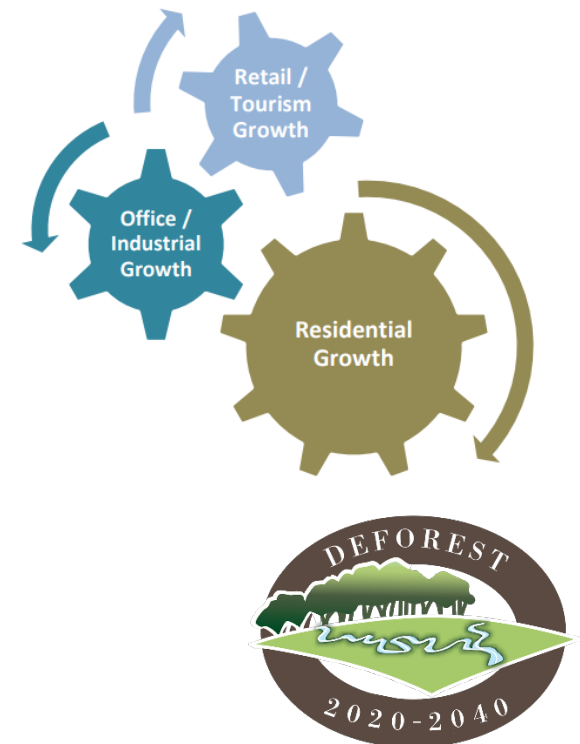 Retail /
Tourism
Growth
Office /
Industrial
Growth
Residential
Growth
DEFOREST
2020-2040